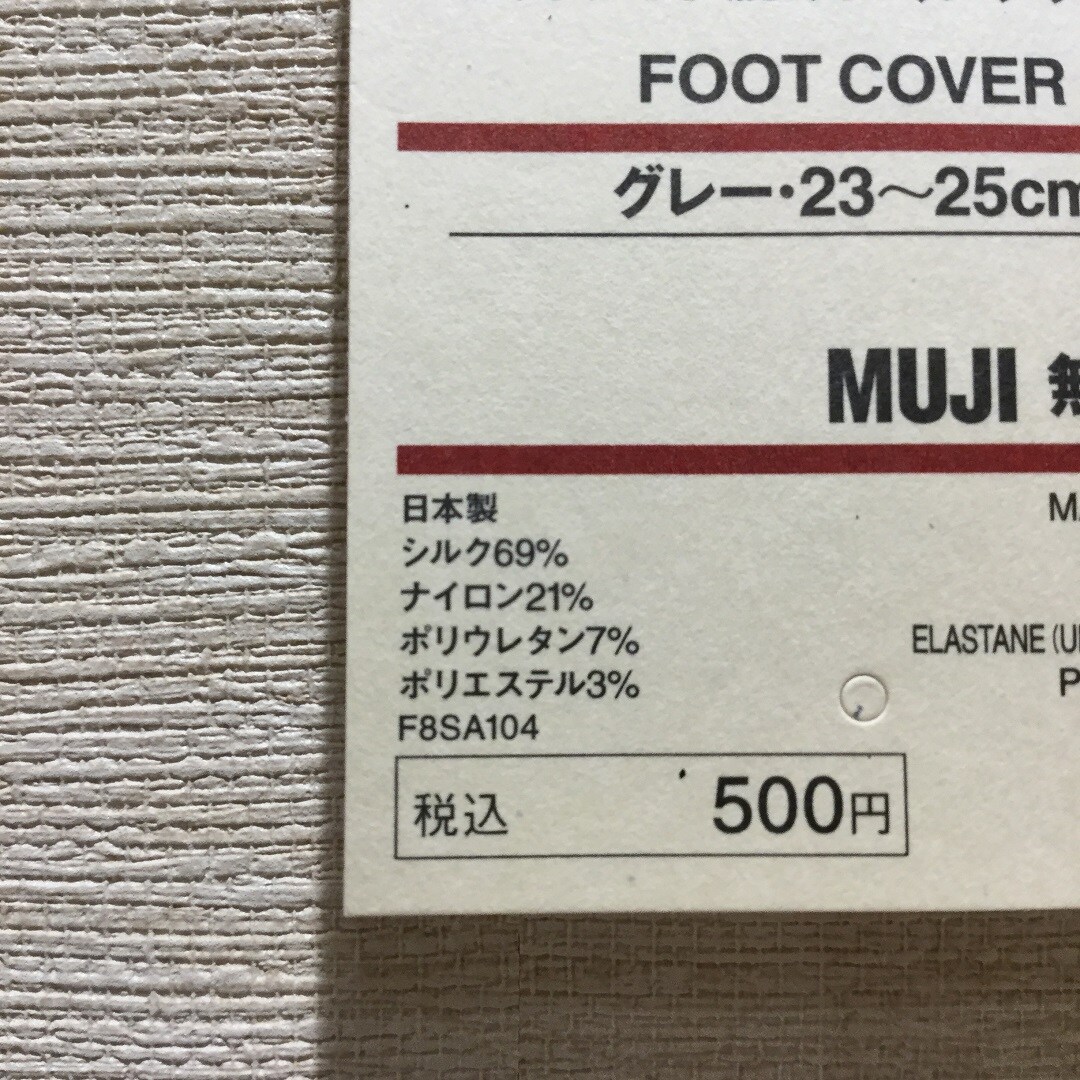 FOOT COVER
グレー・23〜25cm
MUJI 無
日本製
シルク69%
ナイロン21%
ポリウレタン7%
ポリエステル3%
ELASTANE
F8SA104
税込 500円